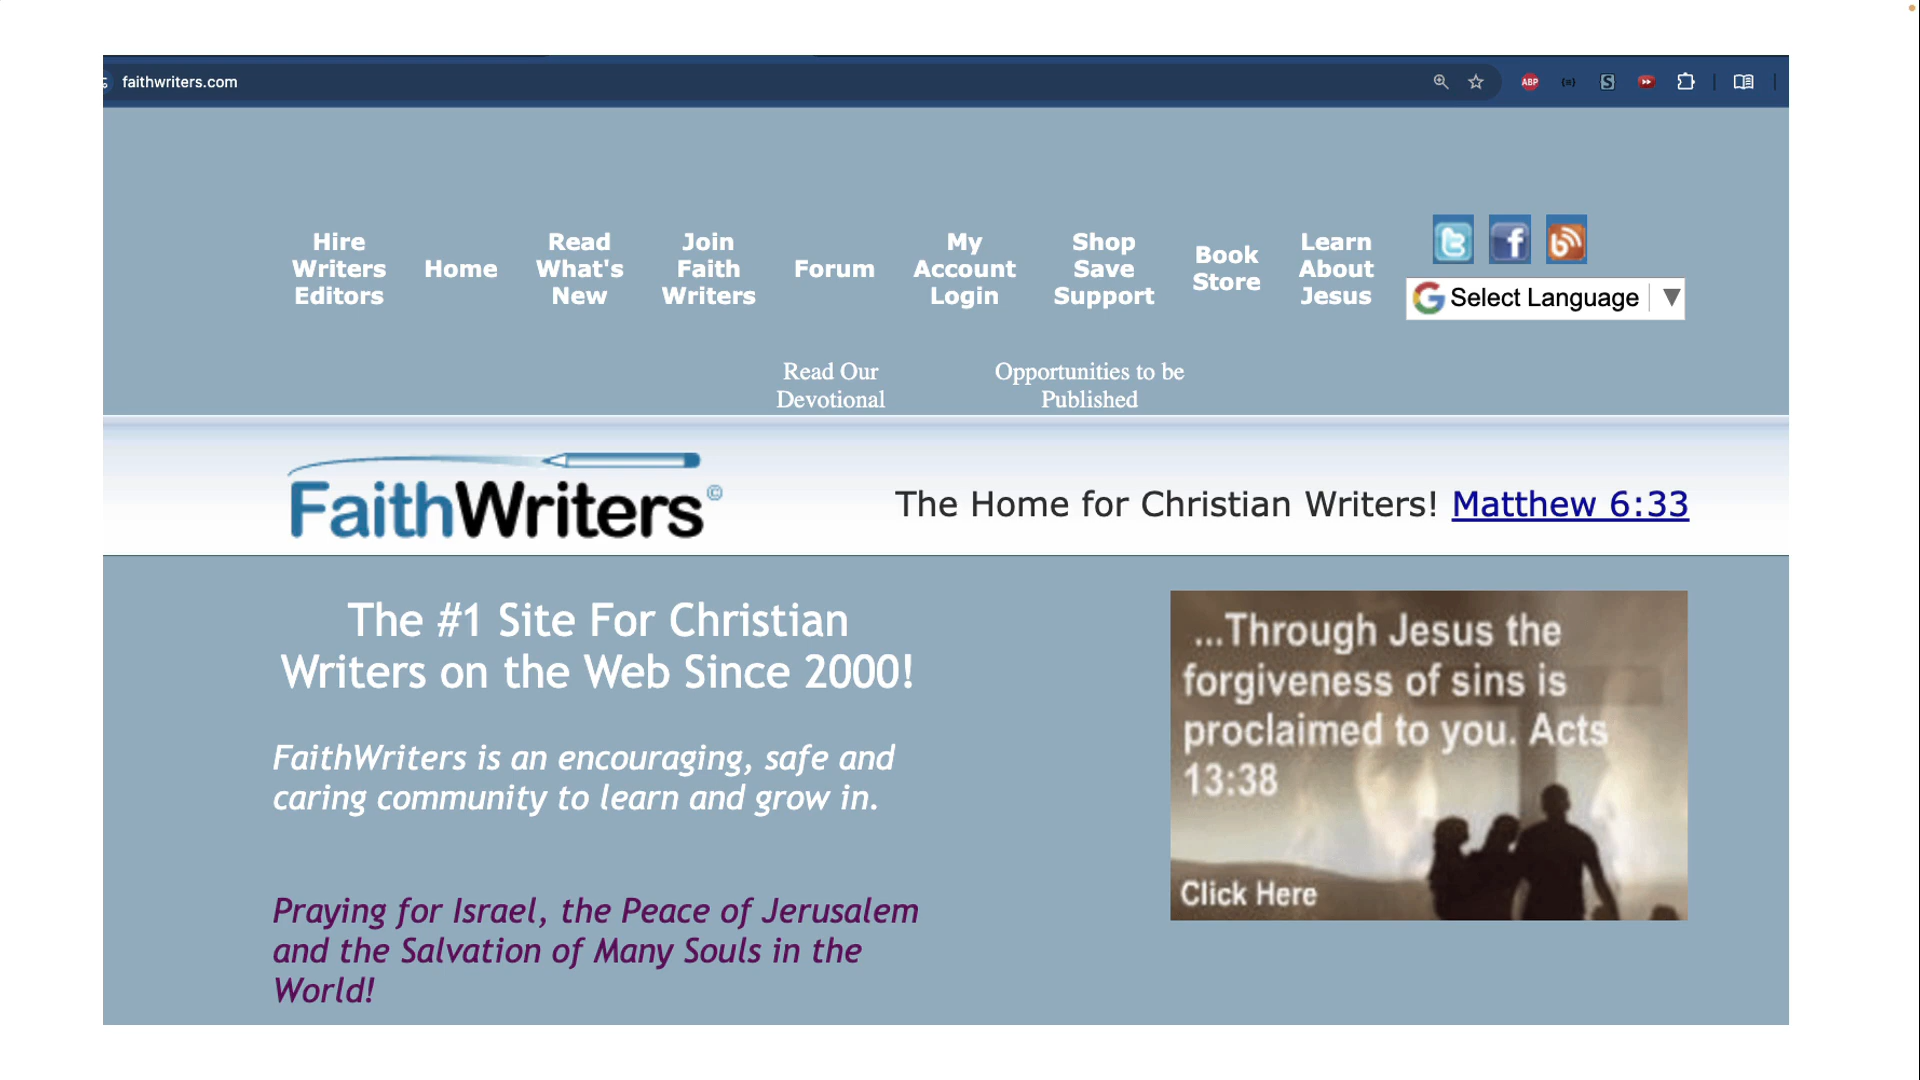 faithwriters.com
ABP
Hire
Writers
Editors
Home
Read
What's
New
Join
Faith
Writers
Forum
My
Account
Login
Shop
Save
Support
Book
Store
Learn
About
Jesus
Select Language ▼
Read Our
Devotional
Opportunities to be
Published
FaithWriters©
The Home for Christian Writers! Matthew 6:33
The #1 Site For Christian
Writers on the Web Since 2000!
FaithWriters is an encouraging, safe and
caring community to learn and grow in.
Praying for Israel, the Peace of Jerusalem
and the Salvation of Many Souls in the
World!
...Through Jesus the
forgiveness of sins is
proclaimed to you. Acts
13:38
Click Here